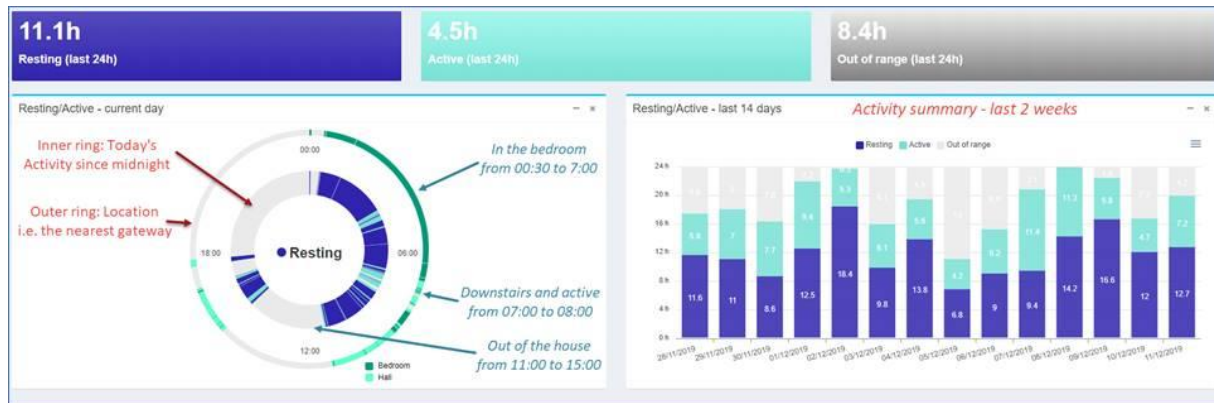 11.1h
Resting (last 24h)
4.5h
Active (last 24h)
8.4h
Out of range (last 24h)
Resting/Active - current day
Inner ring: Today's
Activity since midnight
Outer ring: Location
i.e. the nearest gateway
00:00
06:00
12:00
18:00
Resting
In the bedroom
from 00:30 to 7:00
Downstairs and active
from 07:00 to 08:00
Out of the house
from 11:00 to 15:00
Bedroom
Hall
Resting/Active - last 14 days
Activity summary - last 2 weeks
Resting Active Out of range
24 h
20 h
16 h
12 h
8 h
4 h
0 h
5.8 7 7.7 9.4 5.3 6.1 5.6 4.2 6.2 11.4 11.3 5.8 4.7 7.2
11.6 11 8.6 12.5 18.4 9.8 13.8 6.8 9 9.4 14.2 16.6 12 12.7
28/11/2019 29/11/2019 30/11/2019 01/12/2019 02/12/2019 03/12/2019 04/12/2019 05/12/2019 06/12/2019 07/12/2019 08/12/2019 09/12/2019 10/12/2019 11/12/2019